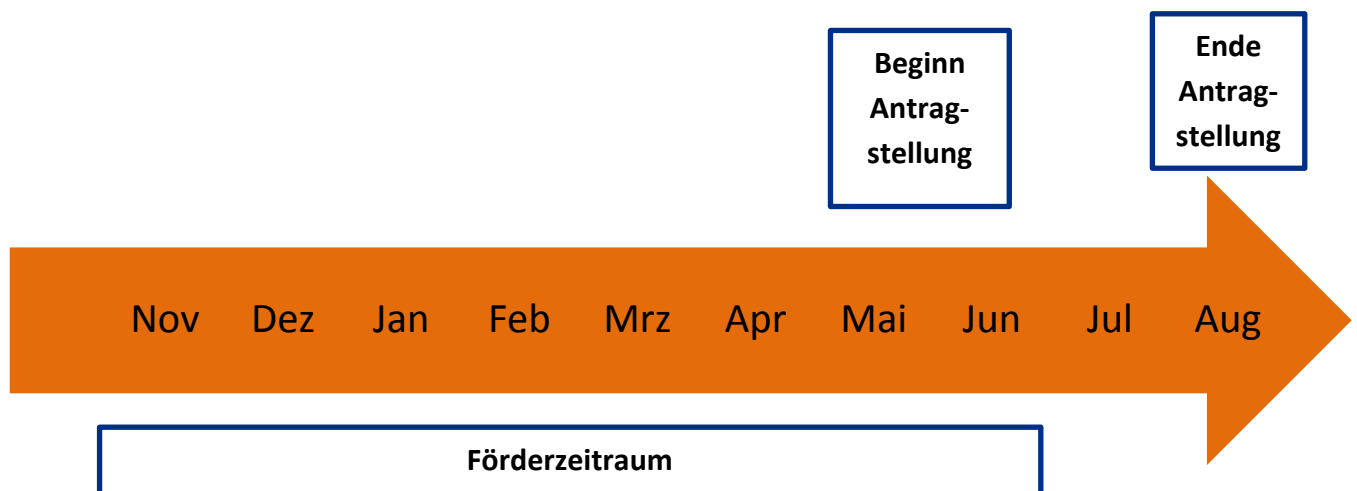 Beginn
Antrag-
stellung
Ende
Antrag-
stellung
Nov Dez Jan Feb Mrz Apr Mai Jun Jul Aug
Förderzeitraum